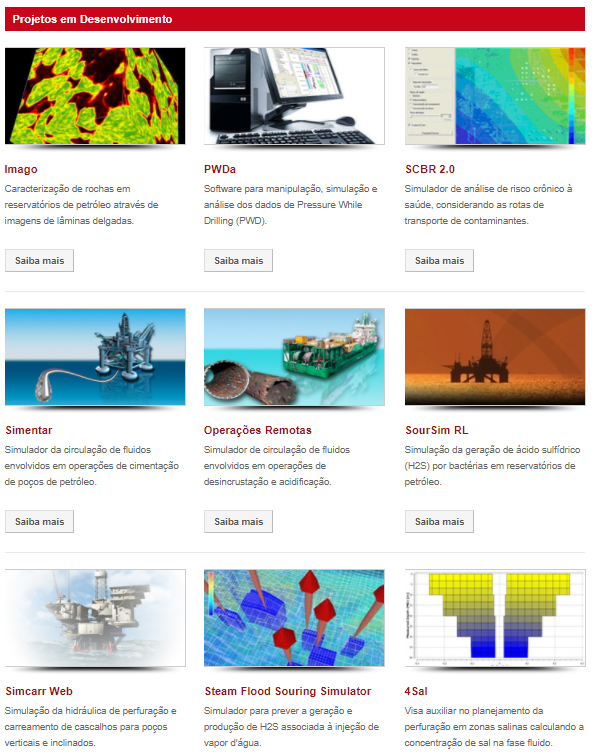 Projetos em Desenvolvimento
Imago
Caracterização de rochas em
reservatórios de petróleo através de
imagens de lâminas delgadas.
Saiba mais
PWDa
Software para manipulação, simulação e
análise dos dados de Pressure While
Drilling (PWD).
Saiba mais
SCBR 2.0
Simulador de análise de risco crônico à
saúde, considerando as rotas de
transporte de contaminantes.
Saiba mais
Simentar
Simulador da circulação de fluidos
envolvidos em operações de cimentação
de poços de petróleo.
Saiba mais
Operações Remotas
Simulador de circulação de fluidos
envolvidos em operações de
desincrustação e acidificação.
Saiba mais
SourSim RL
Simulação da geração de ácido sulfídrico
(H2S) por bactérias em reservatórios de
petróleo.
Saiba mais
Simcarr Web
Simulação da hidráulica de perfuração e
carreamento de cascalhos para poços
verticais e inclinados.
Steam Flood Souring Simulator
Simulador para prever a geração e
produção de H2S associada à injeção de
vapor d'água.
4Sal
Visa auxiliar no planejamento da
perfuração em zonas salinas calculando a
concentração de sal na fase fluido.